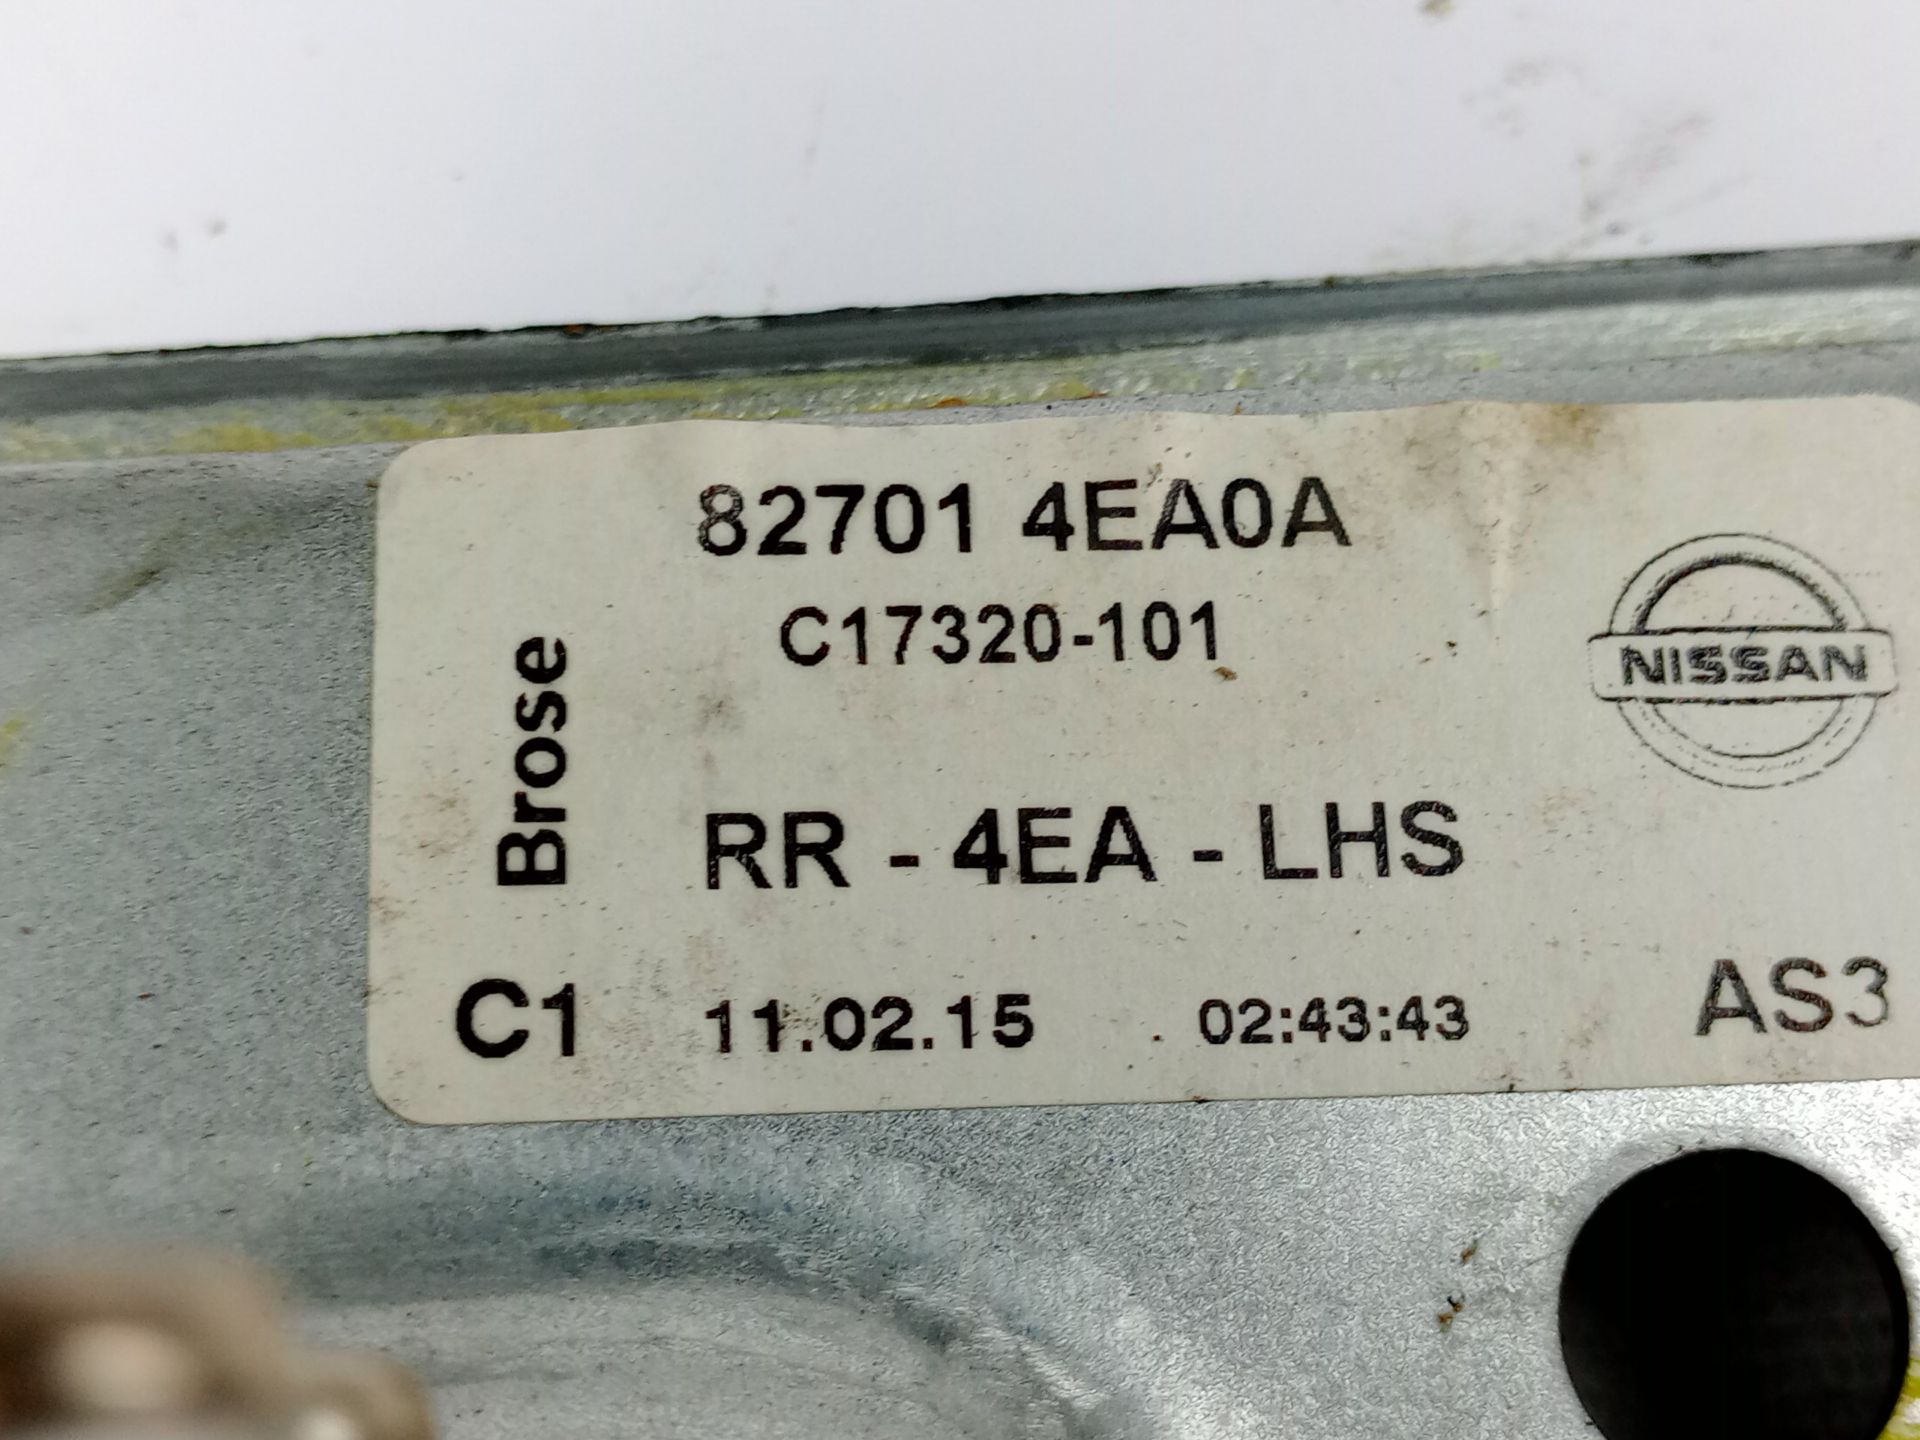 82701 4EA0A
C17320-101
NISSAN
Brose
RR - 4EA - LHS
C1 11.02.15 02:43:43 AS3